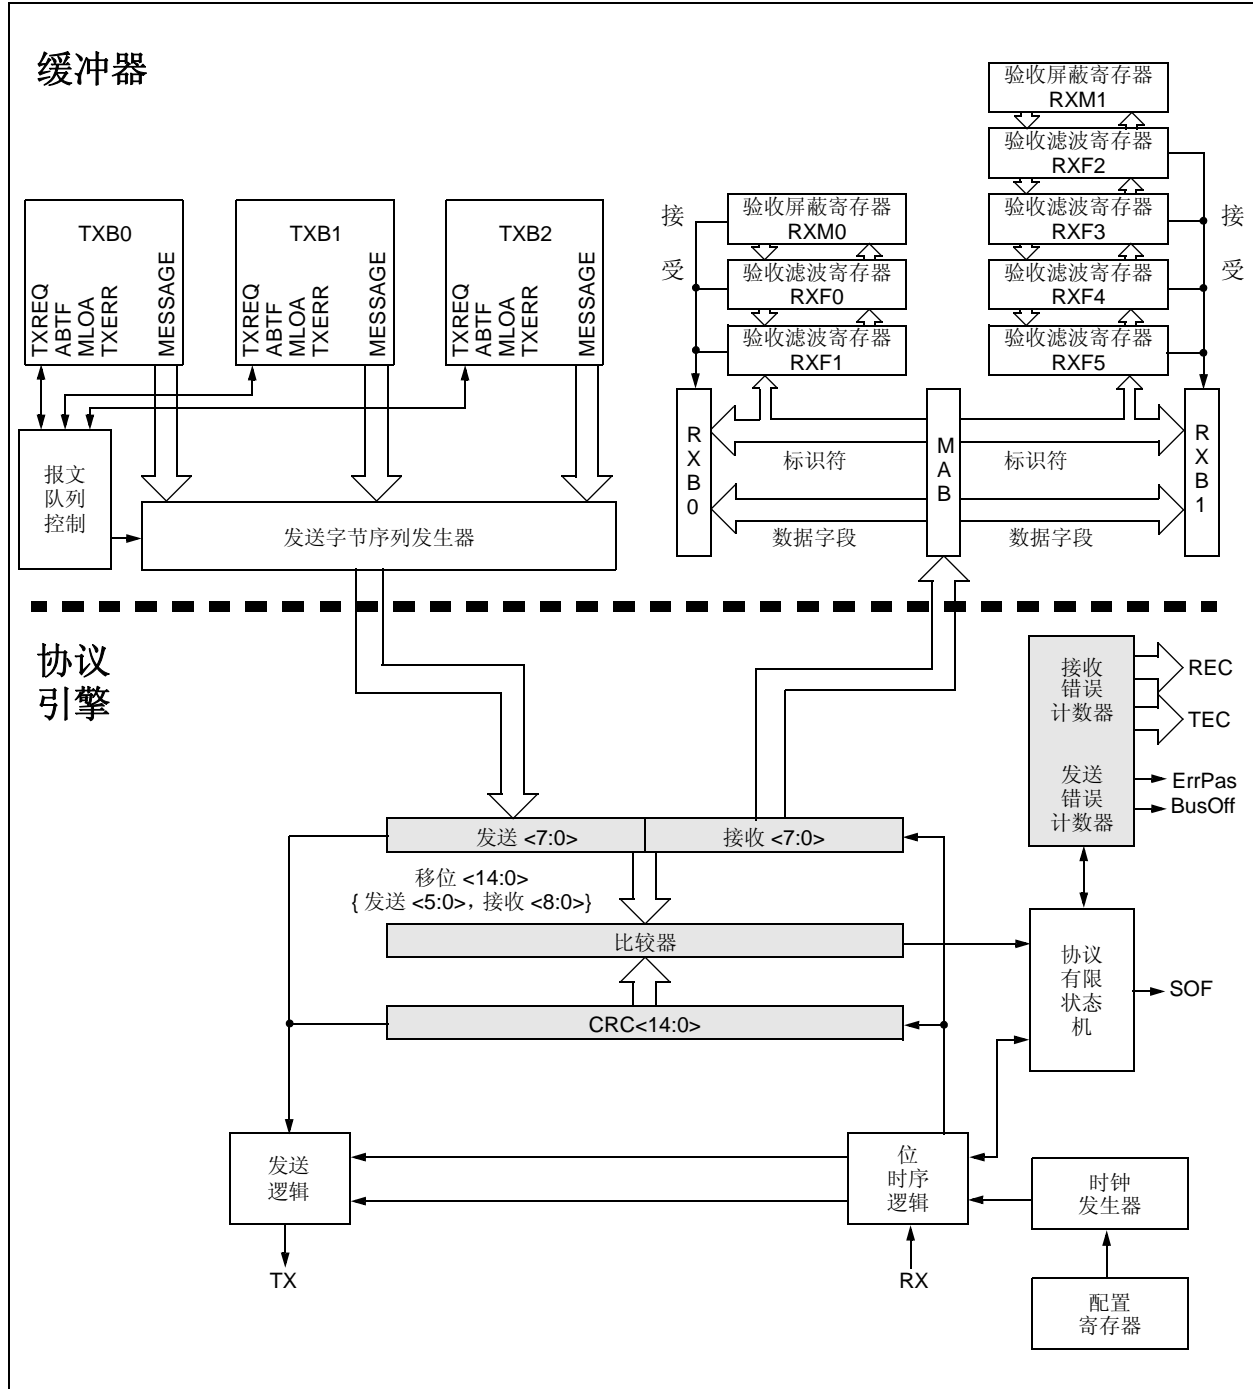 缓冲器
验收屏蔽寄存器
RXM1
验收滤波寄存器
RXF2
验收滤波寄存器
RXF3
验收滤波寄存器
RXF4
验收滤波寄存器
RXF5
接
受
验收屏蔽寄存器
RXM0
验收滤波寄存器
RXF0
验收滤波寄存器
RXF1
接
受
TXB0
TXREQ
ABTF
MLOA
TXERR
MESSAGE
TXB1
TXREQ
ABTF
MLOA
TXERR
MESSAGE
TXB2
TXREQ
ABTF
MLOA
TXERR
MESSAGE
报文
队列
控制
发送字节序列发生器
RXB0
标识符
数据字段
MAB
标识符
数据字段
RXB1
协议
引擎
接收
错误
计数器
发送
错误
计数器
REC
TEC
ErrPas
BusOff
发送 <7:0>
接收 <7:0>
移位 <14:0>
{ 发送 <5:0>, 接收 <8:0>}
比较器
CRC<14:0>
协议
有限
状态
机
SOF
发送
逻辑
位
时序
逻辑
时钟
发生器
TX
RX
配置
寄存器